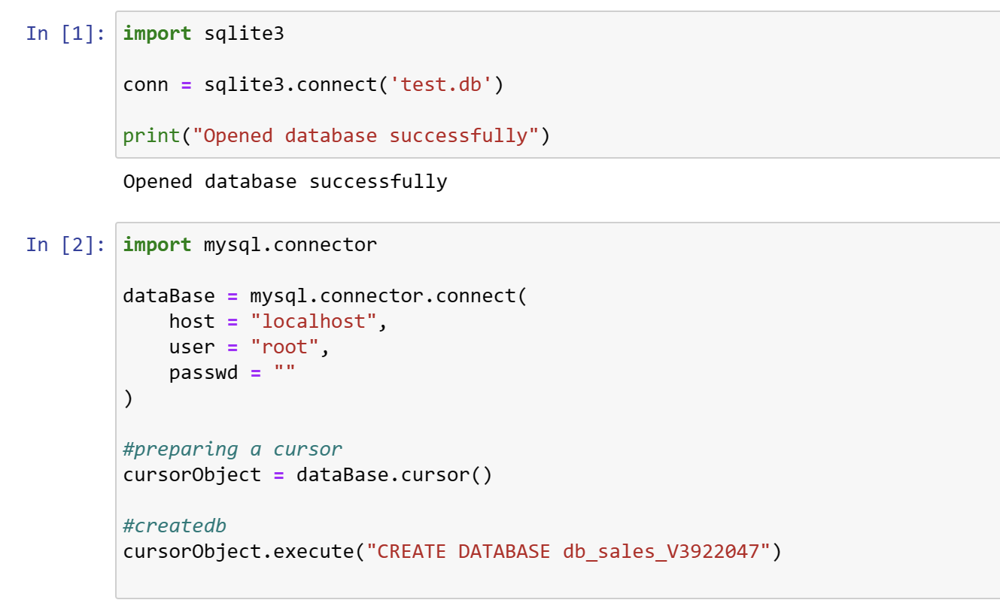 In [1]: import sqlite3
conn = sqlite3.connect('test.db')
print("Opened database successfully")
Opened database successfully
In [2]: import mysql.connector
dataBase = mysql.connector.connect(
    host = "localhost",
    user = "root",
    passwd = ""
)
#preparing a cursor
cursorObject = dataBase.cursor()
#createdb
cursorObject.execute("CREATE DATABASE db_sales_V3922047")